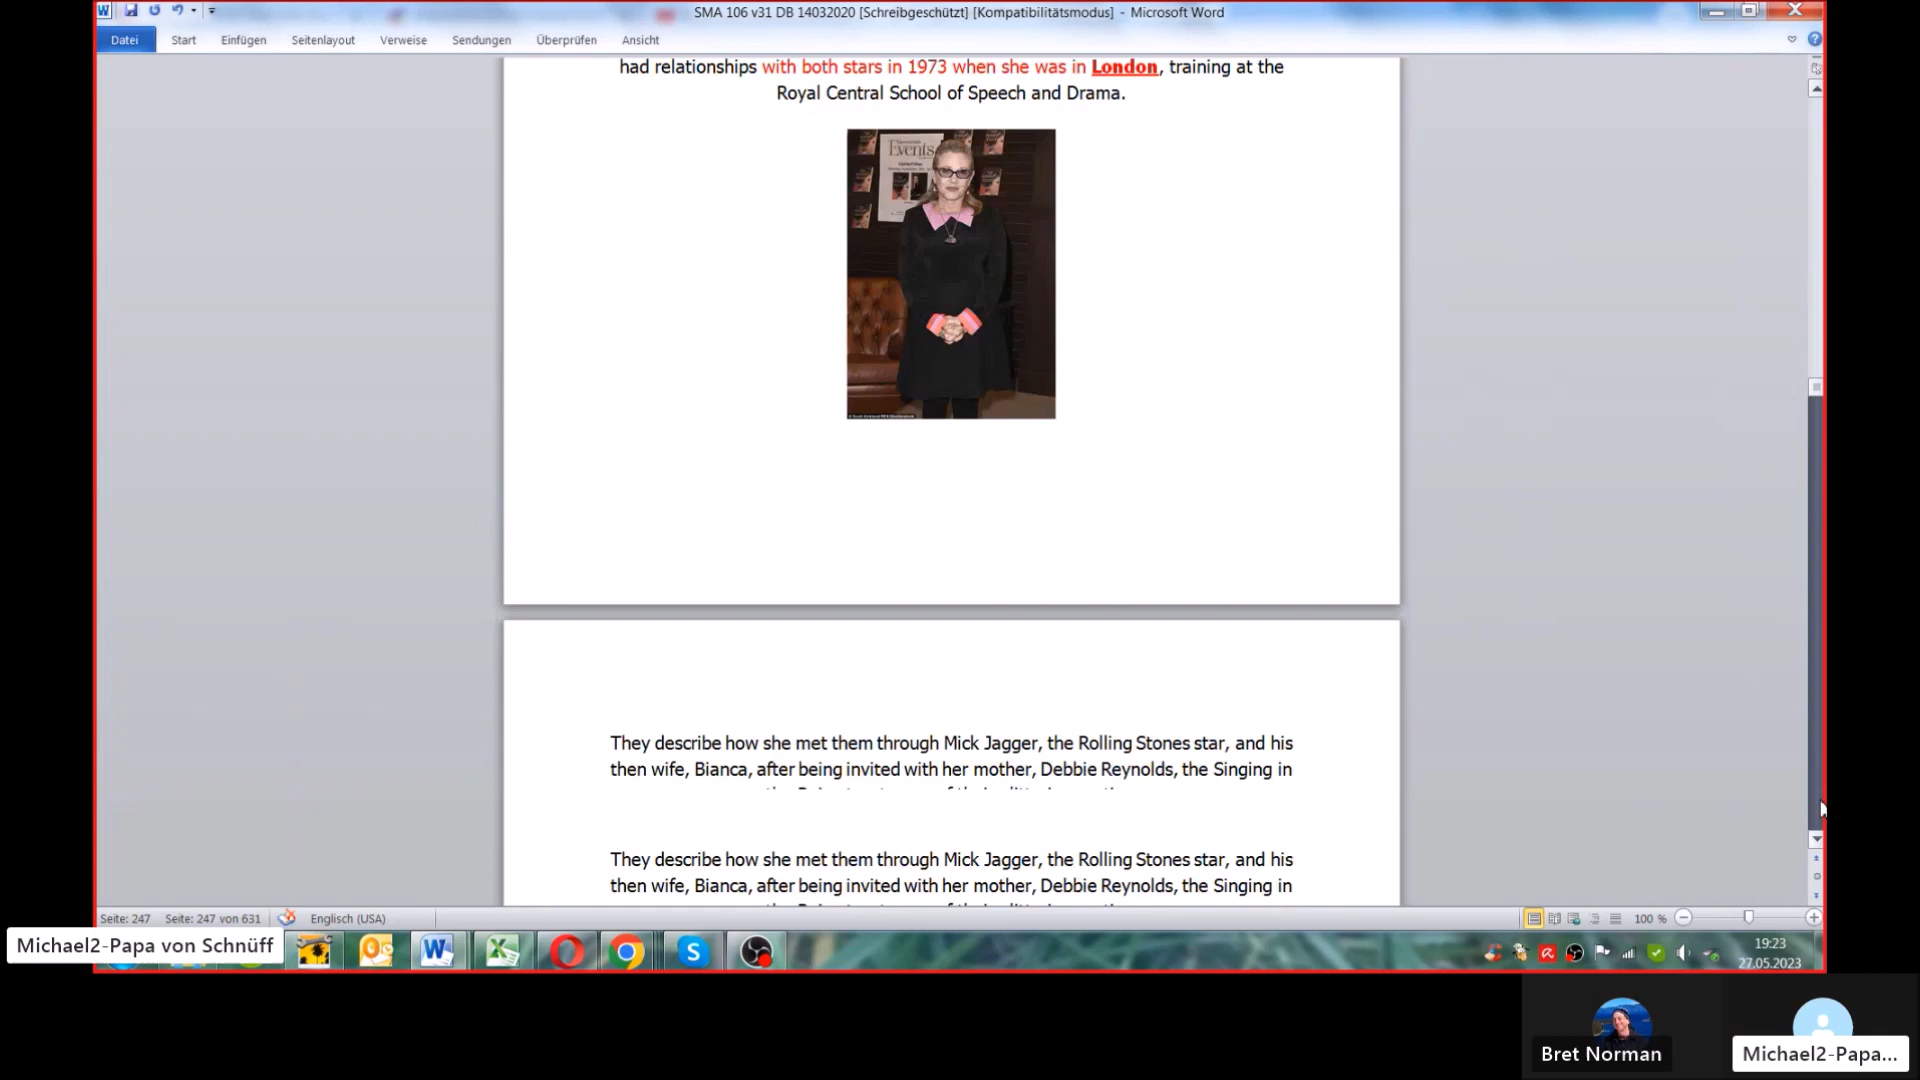 SMA 106 v31 DB 14032020 [Schreibgeschützt] [Kompatibilitätsmodus] - Microsoft Word
Datei Start Einfügen Seitenlayout Verweise Sendungen Überprüfen Ansicht
had relationships with both stars in 1973 when she was in London, training at the
Royal Central School of Speech and Drama.
Events
They describe how she met them through Mick Jagger, the Rolling Stones star, and his
then wife, Bianca, after being invited with her mother, Debbie Reynolds, the Singing in
They describe how she met them through Mick Jagger, the Rolling Stones star, and his
then wife, Bianca, after being invited with her mother, Debbie Reynolds, the Singing in
Seite: 247 Seite: 247 von 631 Englisch (USA) 100 %
Michael2-Papa von Schnüff
19:23
27.05.2023
Bret Norman
Michael2-Papa...